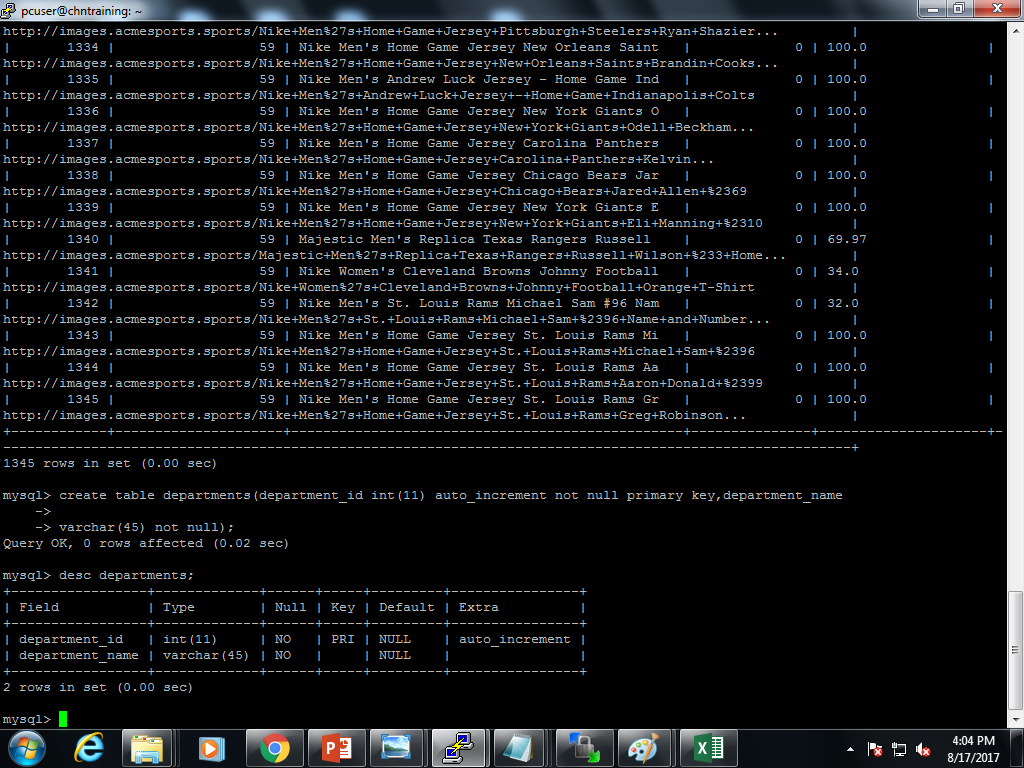 pcuser@chntraining: ~
http://images.acmesports.sports/Nike+Men%27s+Home+Game+Jersey+Pittsburgh+Steelers+Ryan+Shazier... |
| 1334 | 59 | Nike Men's Home Game Jersey New Orleans Saint | 0 | 100.0 |
http://images.acmesports.sports/Nike+Men%27s+Home+Game+Jersey+New+Orleans+Saints+Brandin+Cooks... |
| 1335 | 59 | Nike Men's Andrew Luck Jersey - Home Game Ind | 0 | 100.0 |
http://images.acmesports.sports/Nike+Men%27s+Andrew+Luck+Jersey+-+Home+Game+Indianapolis+Colts |
| 1336 | 59 | Nike Men's Home Game Jersey New York Giants O | 0 | 100.0 |
http://images.acmesports.sports/Nike+Men%27s+Home+Game+Jersey+New+York+Giants+Odell+Beckham... |
| 1337 | 59 | Nike Men's Home Game Jersey Carolina Panthers | 0 | 100.0 |
http://images.acmesports.sports/Nike+Men%27s+Home+Game+Jersey+Carolina+Panthers+Kelvin... |
| 1338 | 59 | Nike Men's Home Game Jersey Chicago Bears Jar | 0 | 100.0 |
http://images.acmesports.sports/Nike+Men%27s+Home+Game+Jersey+Chicago+Bears+Jared+Allen+%2369 |
| 1339 | 59 | Nike Men's Home Game Jersey New York Giants E | 0 | 100.0 |
http://images.acmesports.sports/Nike+Men%27s+Home+Game+Jersey+New+York+Giants+Eli+Manning+%2310 |
| 1340 | 59 | Majestic Men's Replica Texas Rangers Russell | 0 | 69.97 |
http://images.acmesports.sports/Majestic+Men%27s+Replica+Texas+Rangers+Russell+Wilson+%233+Home... |
| 1341 | 59 | Nike Women's Cleveland Browns Johnny Football | 0 | 34.0 |
http://images.acmesports.sports/Nike+Women%27s+Cleveland+Browns+Johnny+Football+Orange+T-Shirt |
| 1342 | 59 | Nike Men's St. Louis Rams Michael Sam #96 Nam | 0 | 32.0 |
http://images.acmesports.sports/Nike+Men%27s+St.+Louis+Rams+Michael+Sam+%2396+Name+and+Number... |
| 1343 | 59 | Nike Men's Home Game Jersey St. Louis Rams Mi | 0 | 100.0 |
http://images.acmesports.sports/Nike+Men%27s+Home+Game+Jersey+St.+Louis+Rams+Michael+Sam+%2396 |
| 1344 | 59 | Nike Men's Home Game Jersey St. Louis Rams Aa | 0 | 100.0 |
http://images.acmesports.sports/Nike+Men%27s+Home+Game+Jersey+St.+Louis+Rams+Aaron+Donald+%2399 |
| 1345 | 59 | Nike Men's Home Game Jersey St. Louis Rams Gr | 0 | 100.0 |
http://images.acmesports.sports/Nike+Men%27s+Home+Game+Jersey+St.+Louis+Rams+Greg+Robinson... |
1345 rows in set (0.00 sec)
mysql> create table departments(department_id int(11) auto_increment not null primary key,department_name
->
-> varchar(45) not null);
Query OK, 0 rows affected (0.02 sec)
mysql> desc departments;
| Field | Type | Null | Key | Default | Extra |
| department_id | int(11) | NO | PRI | NULL | auto_increment |
| department_name | varchar(45) | NO | | NULL | |
2 rows in set (0.00 sec)
mysql>
4:04 PM
8/17/2017